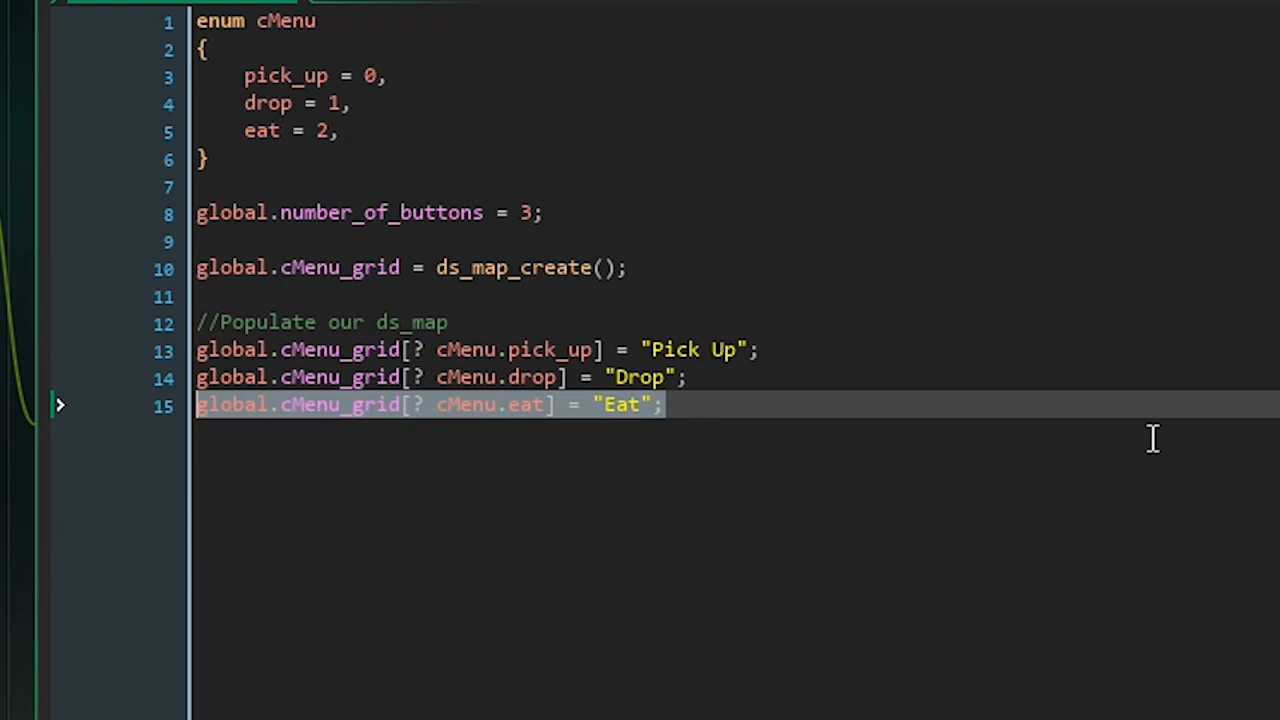 1 enum cMenu
2 {
3 pick_up = 0,
4 drop = 1,
5 eat = 2,
6 }
7
8 global.number_of_buttons = 3;
9
10 global.cMenu_grid = ds_map_create();
11
12 //Populate our ds_map
13 global.cMenu_grid[? cMenu.pick_up] = "Pick Up";
14 global.cMenu_grid[? cMenu.drop] = "Drop";
15 global.cMenu_grid[? cMenu.eat] = "Eat";